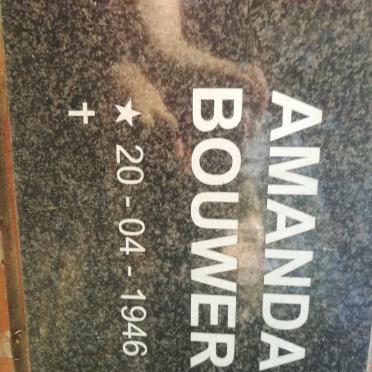 AMANDA
BOUWER
★ 20 - 04 - 1946
+